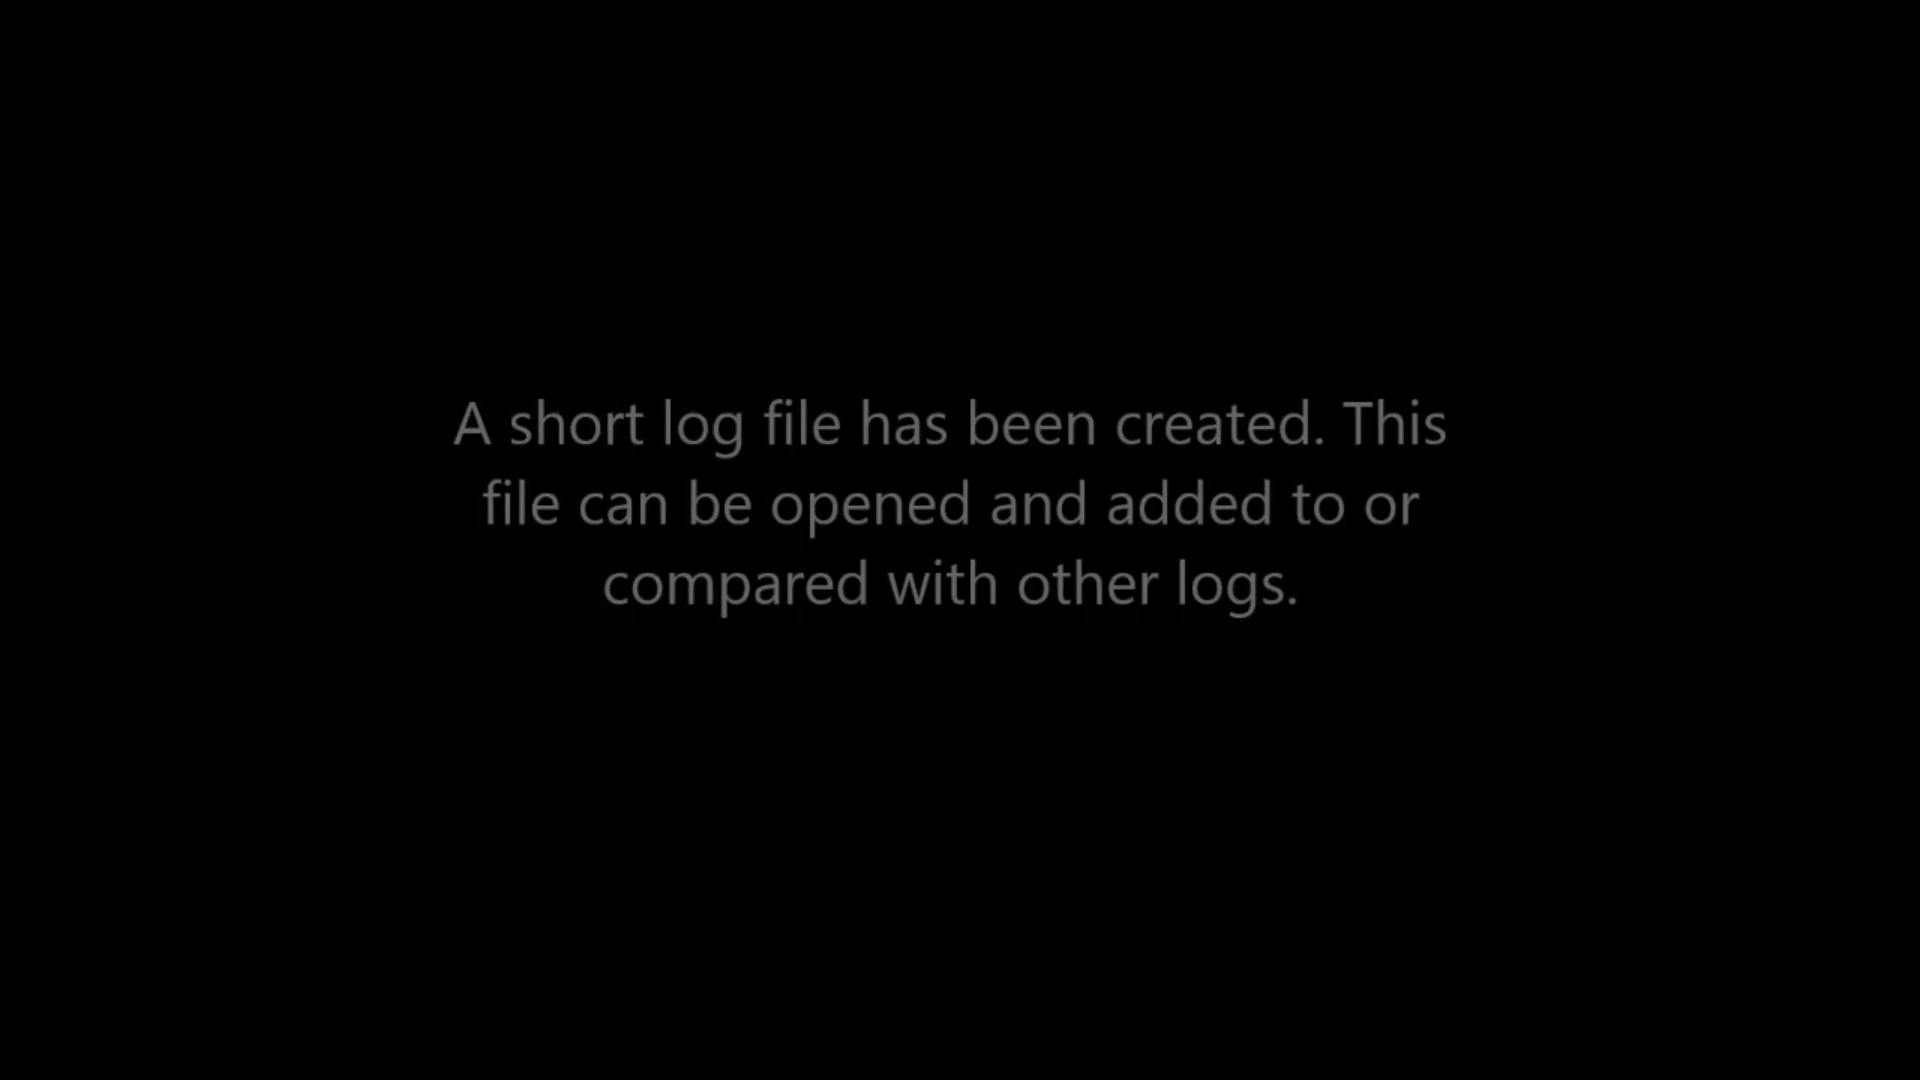 A short log file has been created. This
file can be opened and added to or
compared with other logs.